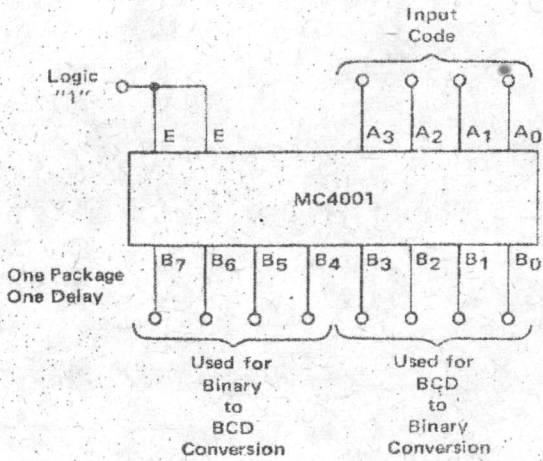 Input
Code
Logic
"1"
E E A3 A2 A1 A0
MC4001
B7 B6 B5 B4 B3 B2 B1 B0
One Package
One Delay
Used for
Binary
to
BCD
Conversion
Used for
BCD
to
Binary
Conversion